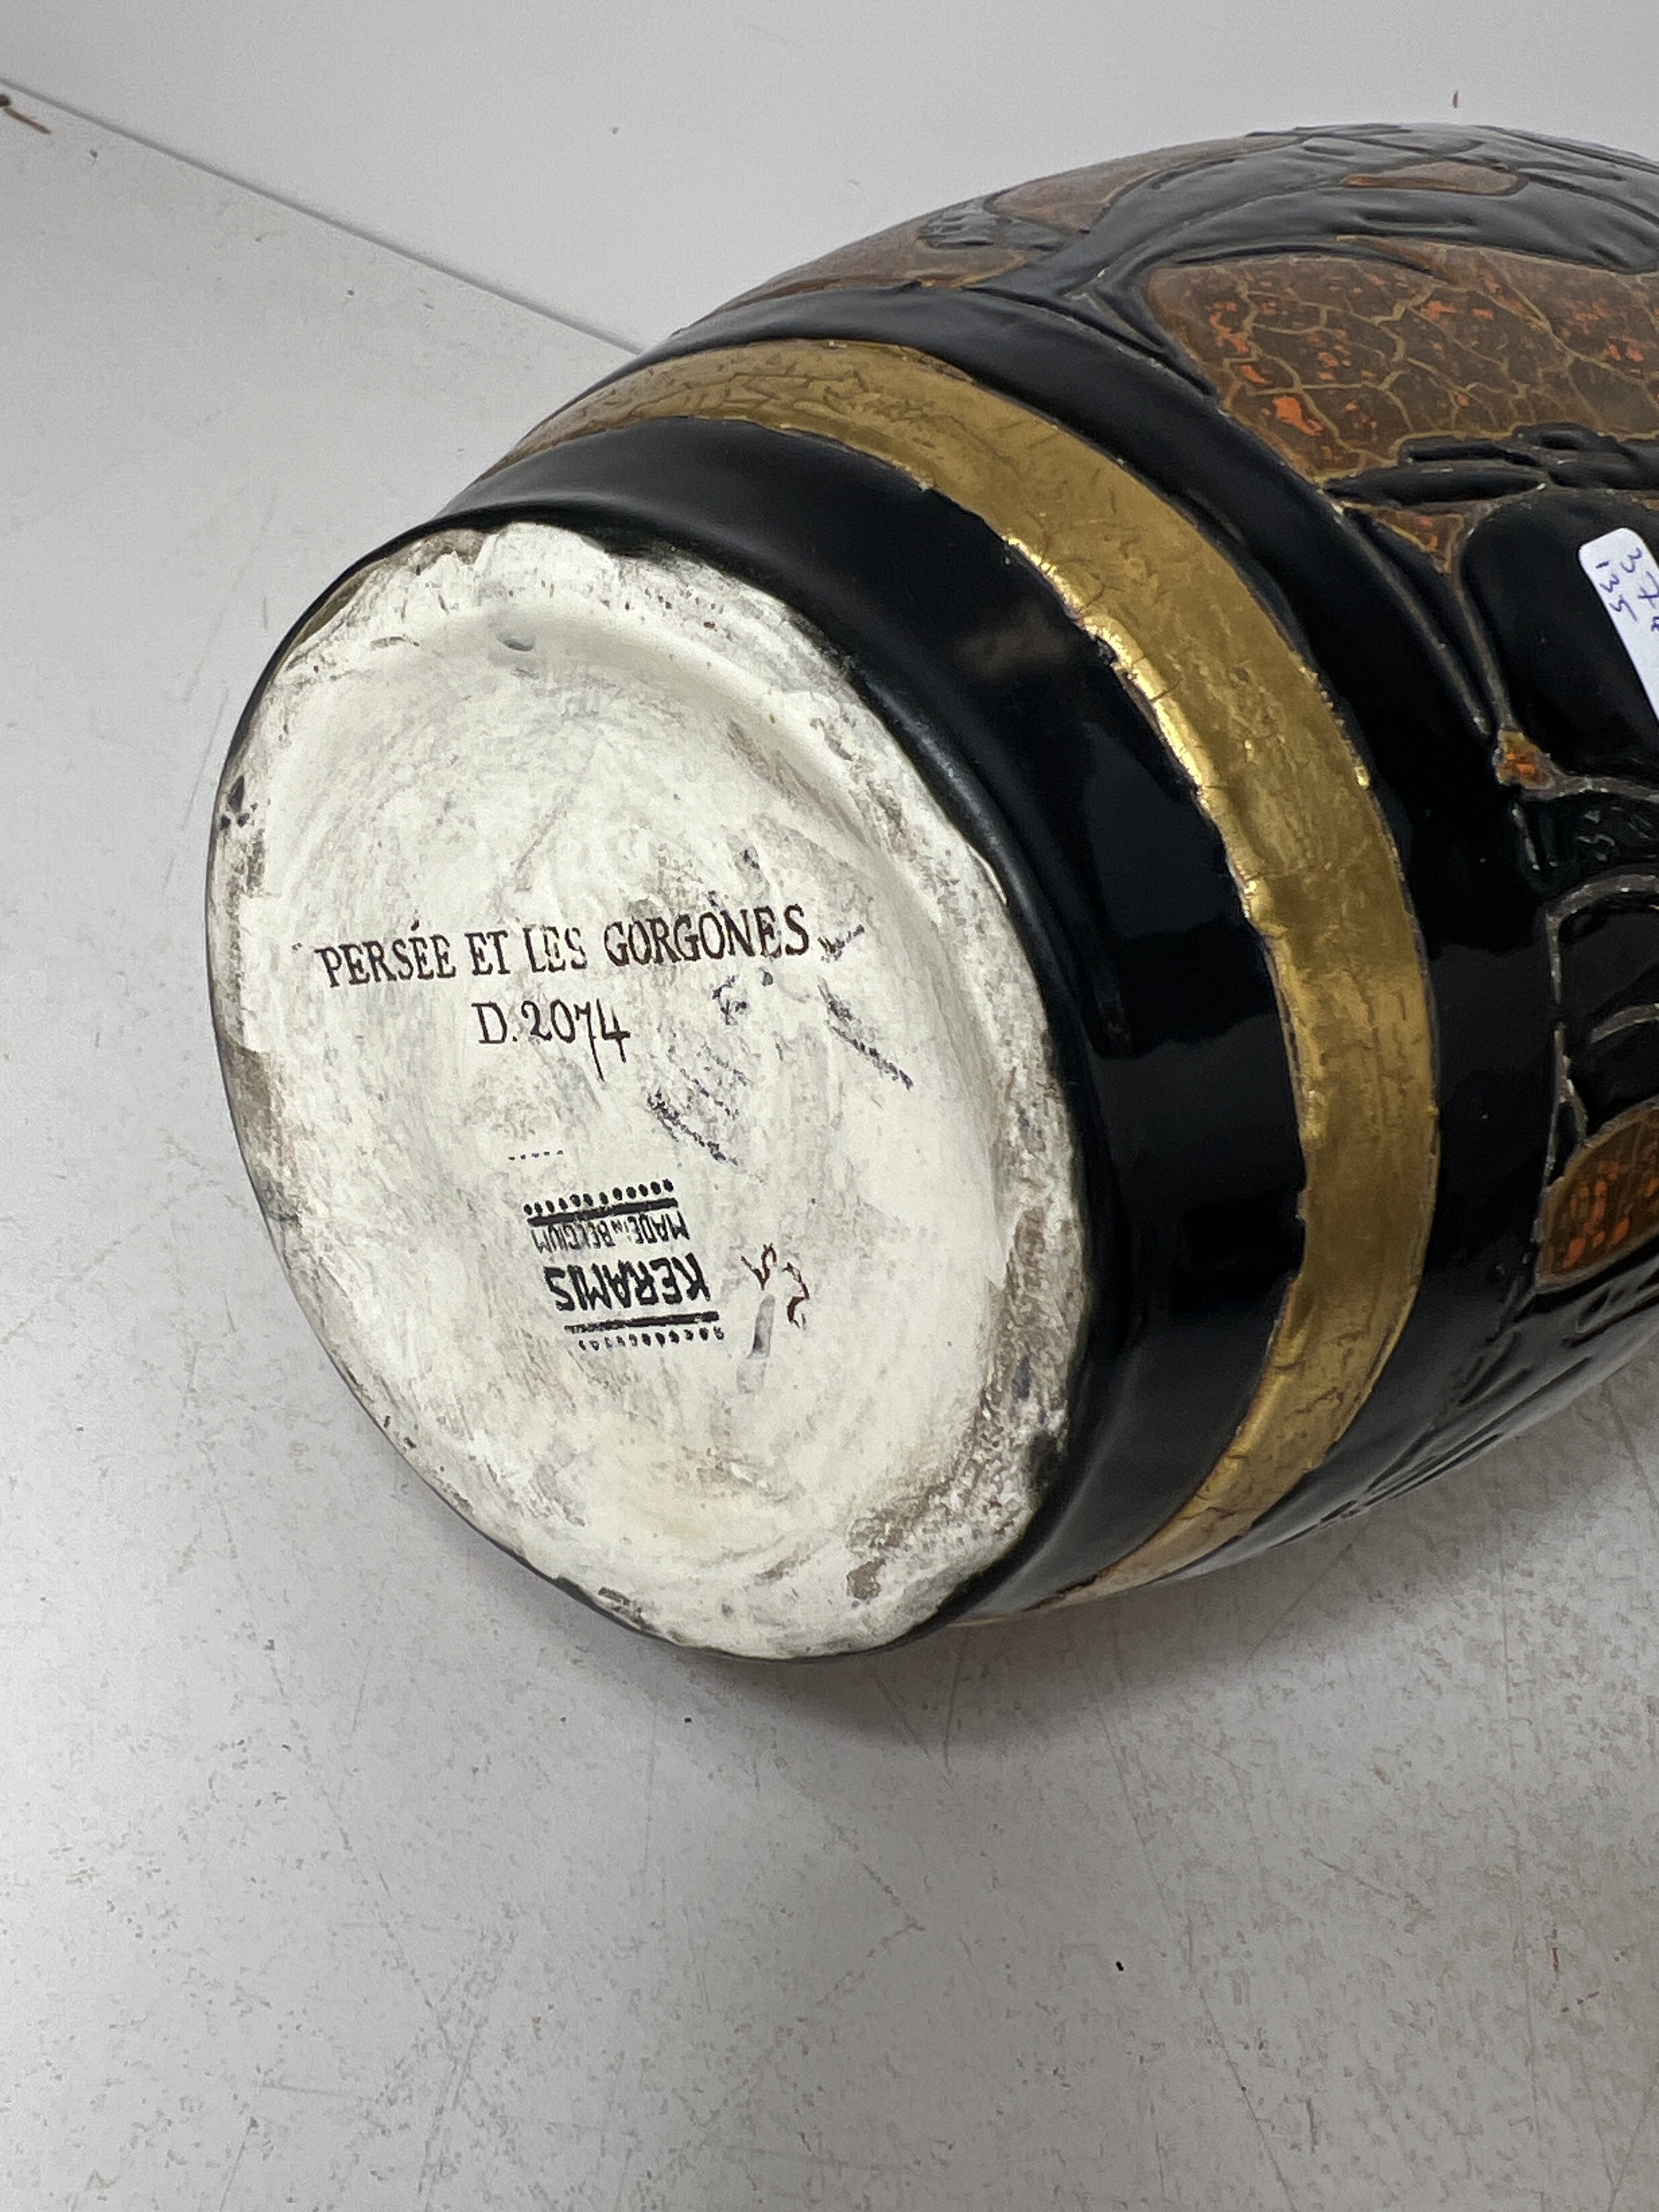 "PERSÉE ET LES GORGONES"
D. 2074
KERAMIS
MADE IN BELGIUM